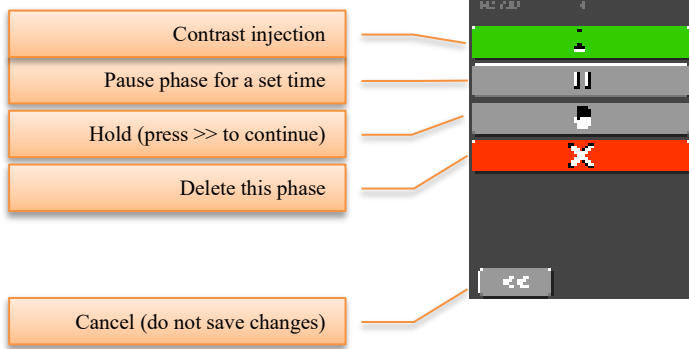 Contrast injection
Pause phase for a set time
Hold (press >> to continue)
Delete this phase
<<
Cancel (do not save changes)